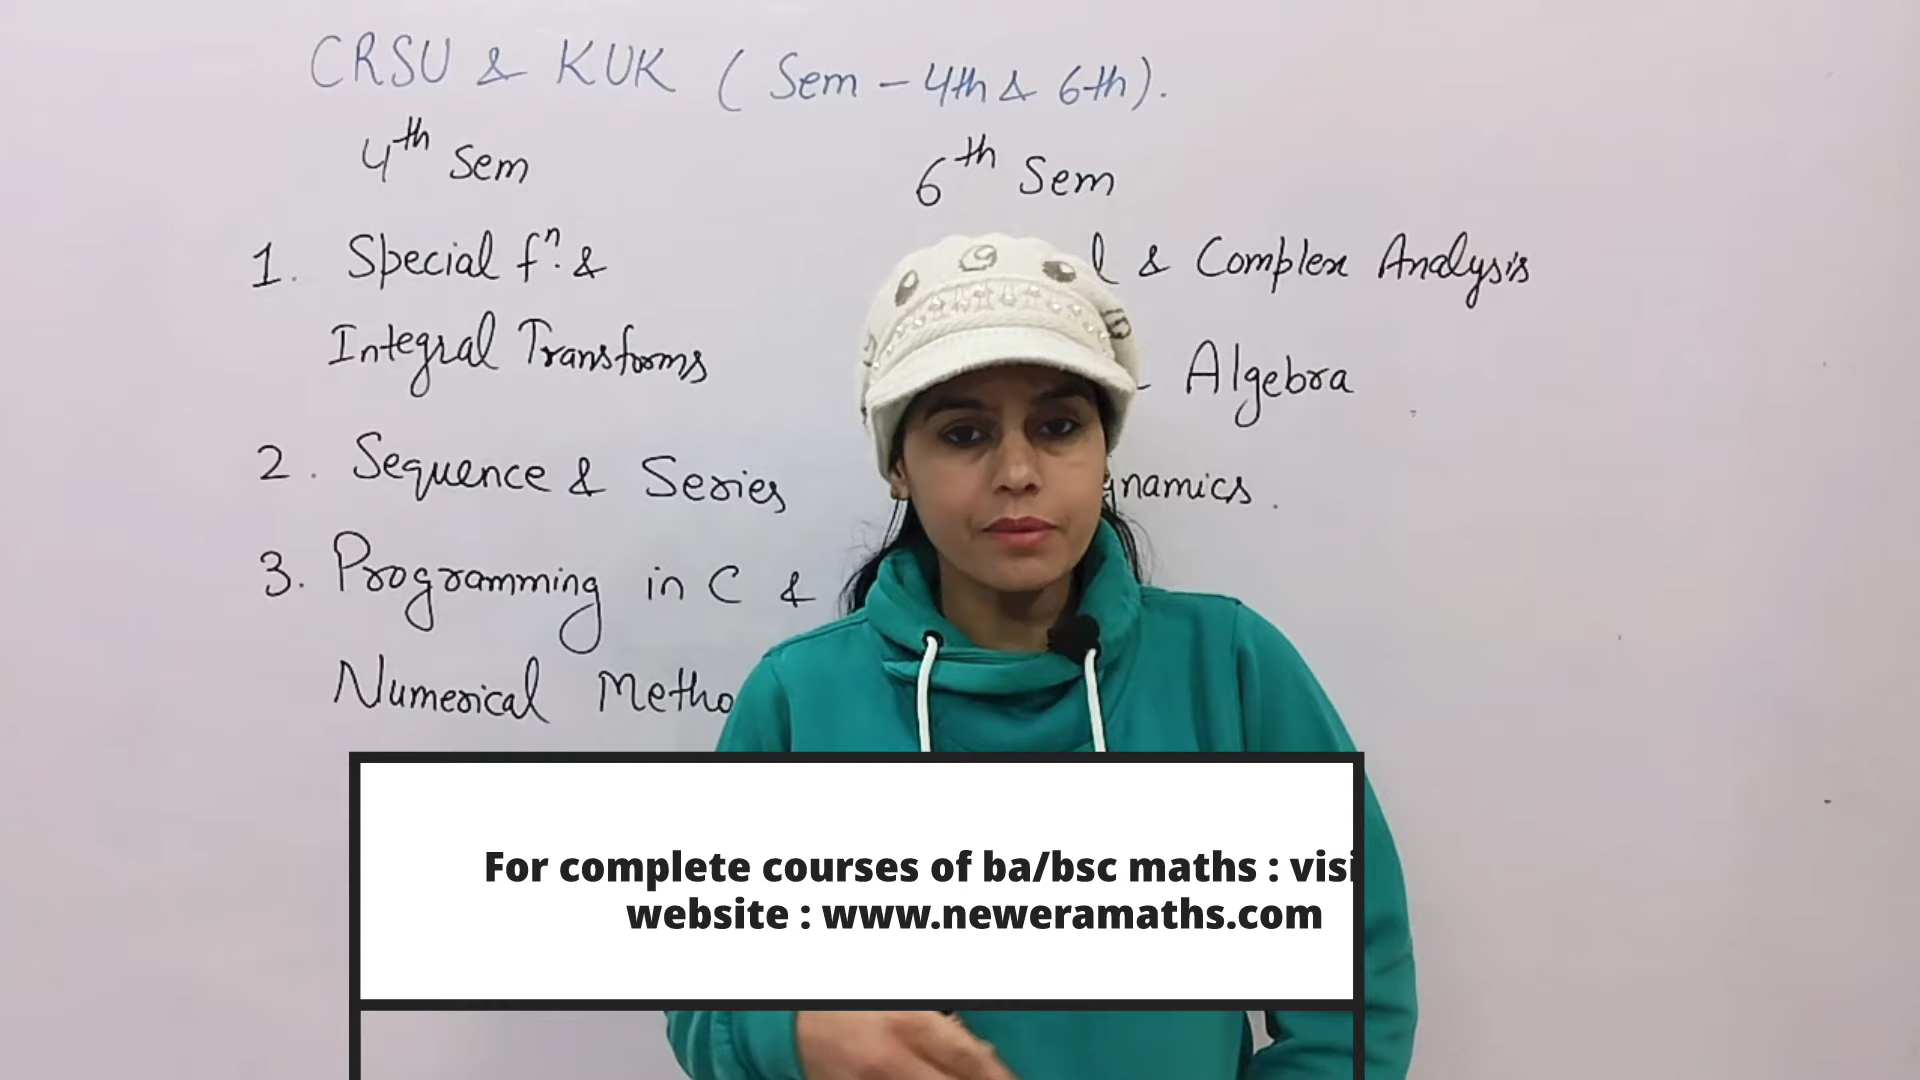 CRSU & KUK ( Sem - 4th & 6th).
4th Sem
1. Special fn. &
Integral Transforms
2. Sequence & Series
3. Programming in C &
Numerical Metho
6th Sem
l & Complex Analysis
Algebra
ynamics.
For complete courses of ba/bsc maths : visi
website : www.neweramaths.com